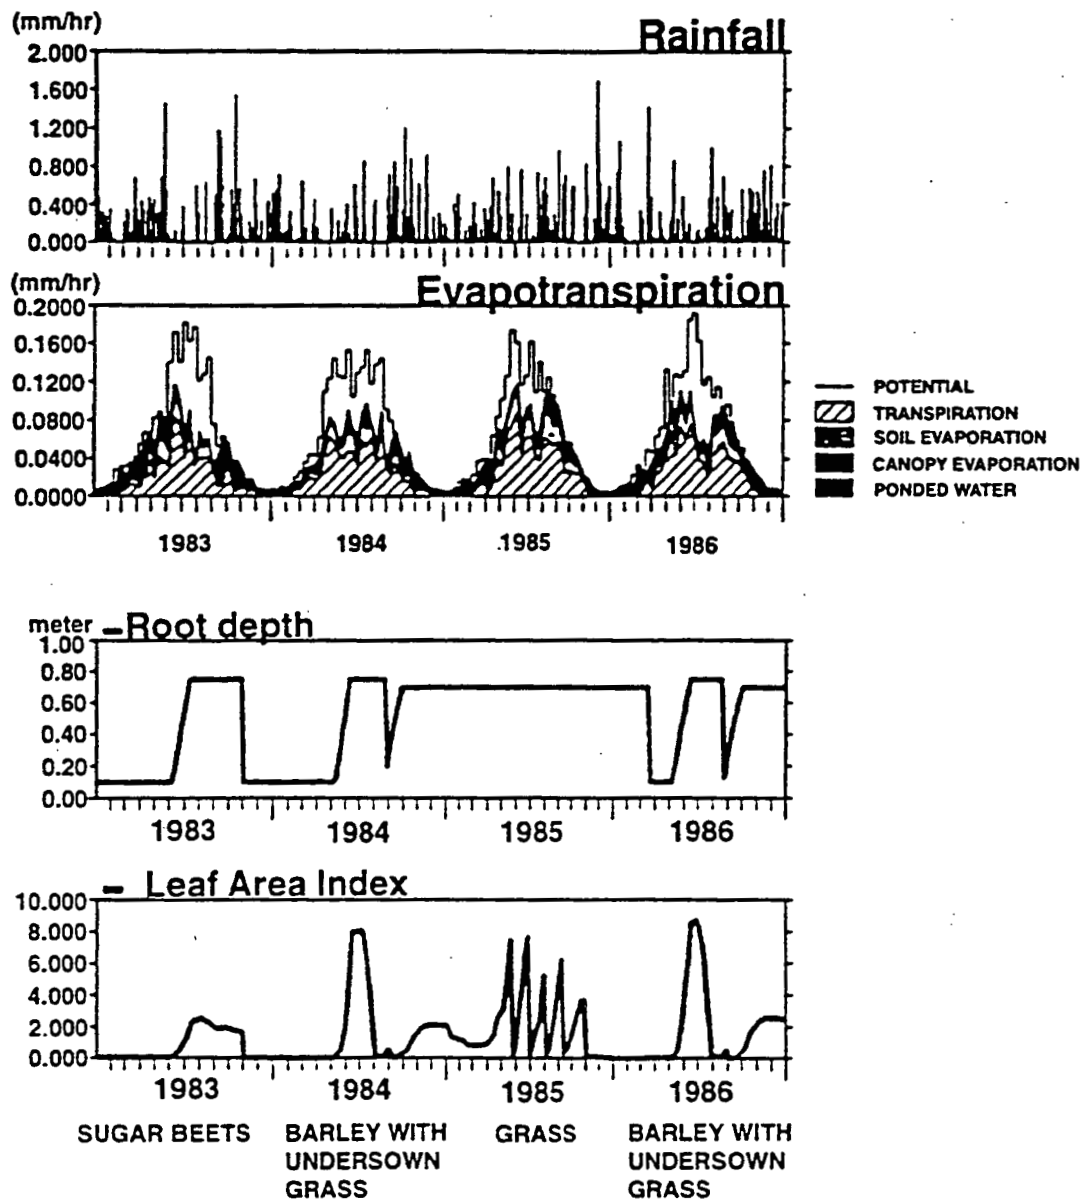 (mm/hr)
Rainfall
2.000
1.600
1.200
0.800
0.400
0.000
(mm/hr)
Evapotranspiration
0.2000
0.1600
0.1200
0.0800
0.0400
0.0000
POTENTIAL
TRANSPIRATION
SOIL EVAPORATION
CANOPY EVAPORATION
PONDED WATER
1983 1984 1985 1986
meter
Root depth
1.00
0.80
0.60
0.40
0.20
0.00
1983 1984 1985 1986
Leaf Area Index
10.000
8.000
6.000
4.000
2.000
0.000
1983 1984 1985 1986
SUGAR BEETS
BARLEY WITH
UNDERSOWN
GRASS
GRASS
BARLEY WITH
UNDERSOWN
GRASS